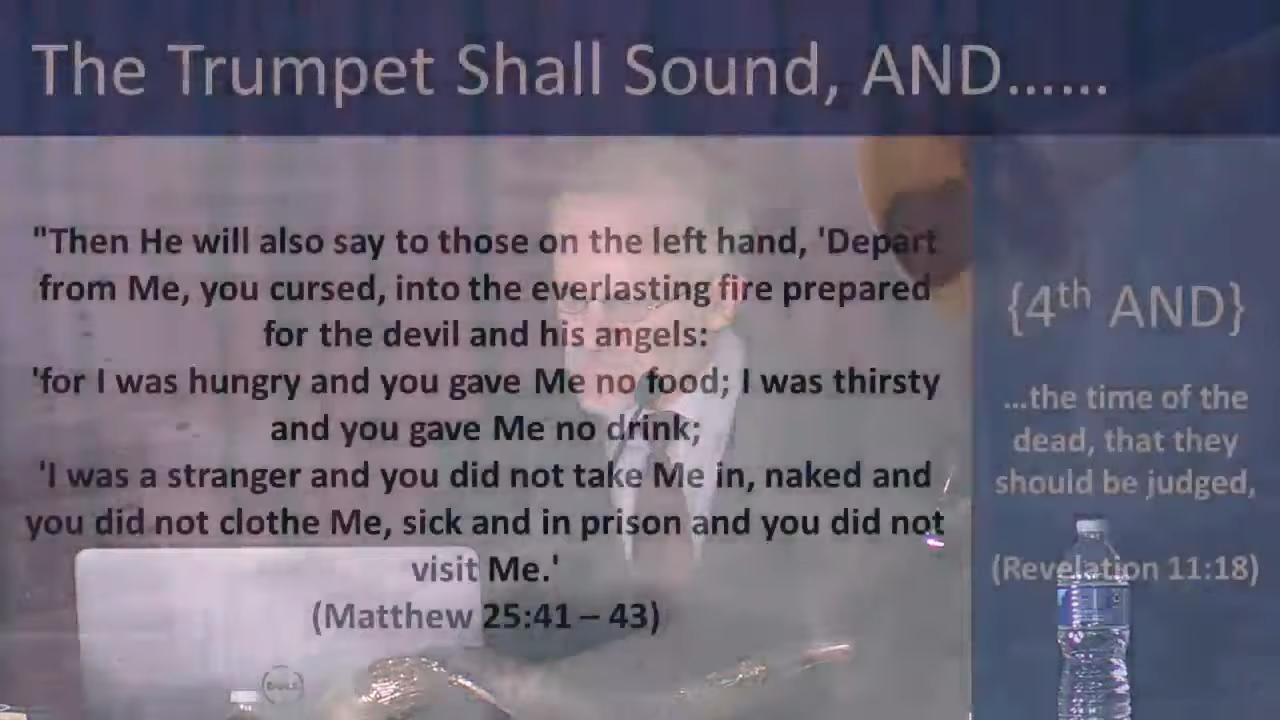 The Trumpet Shall Sound, AND......
"Then He will also say to those on the left hand, 'Depart
from Me, you cursed, into the everlasting fire prepared
for the devil and his angels:
'for I was hungry and you gave Me no food; I was thirsty
and you gave Me no drink;
'I was a stranger and you did not take Me in, naked and
you did not clothe Me, sick and in prison and you did not
visit Me.'
(Matthew 25:41 – 43)
{4th AND}
...the time of the
dead, that they
should be judged,
(Revelation 11:18)
DELL